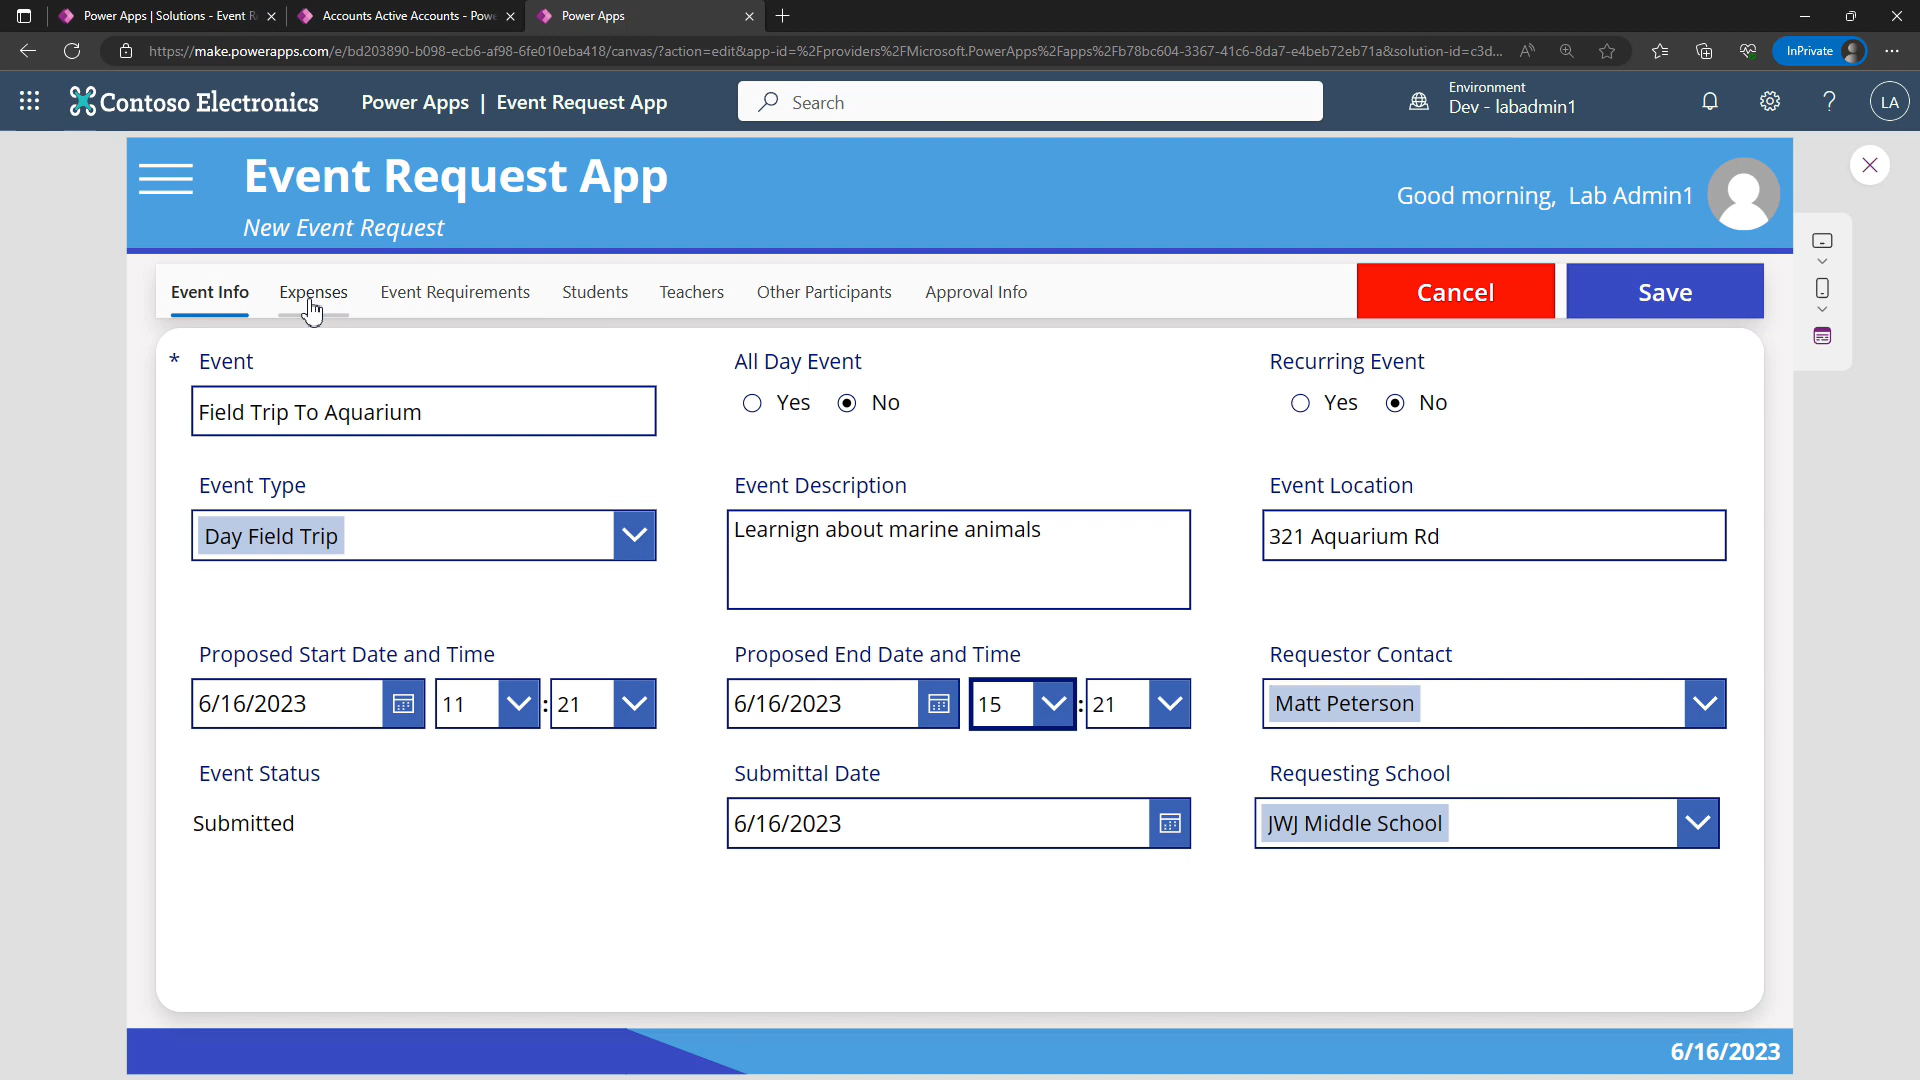 Power Apps | Solutions - Event R
Accounts Active Accounts - Powe
Power Apps
https://make.powerapps.com/e/bd203890-b098-ecb6-af98-6fe010eba418/canvas/?action=edit&app-id=%2Fproviders%2FMicrosoft.PowerApps%2Fapps%2Fb78bc604-3367-41c6-8da7-e4beb72eb71a&solution-id=c3d...
InPrivate
Contoso Electronics
Power Apps | Event Request App
Search
Environment
Dev - labadmin1
LA
Event Request App
New Event Request
Good morning, Lab Admin1
Event Info
Expenses
Event Requirements
Students
Teachers
Other Participants
Approval Info
Cancel
Save
* Event
Field Trip To Aquarium
All Day Event
Yes No
Recurring Event
Yes No
Event Type
Day Field Trip
Event Description
Learnign about marine animals
Event Location
321 Aquarium Rd
Proposed Start Date and Time
6/16/2023 11 : 21
Proposed End Date and Time
6/16/2023 15 : 21
Requestor Contact
Matt Peterson
Event Status
Submitted
Submittal Date
6/16/2023
Requesting School
JWJ Middle School
6/16/2023